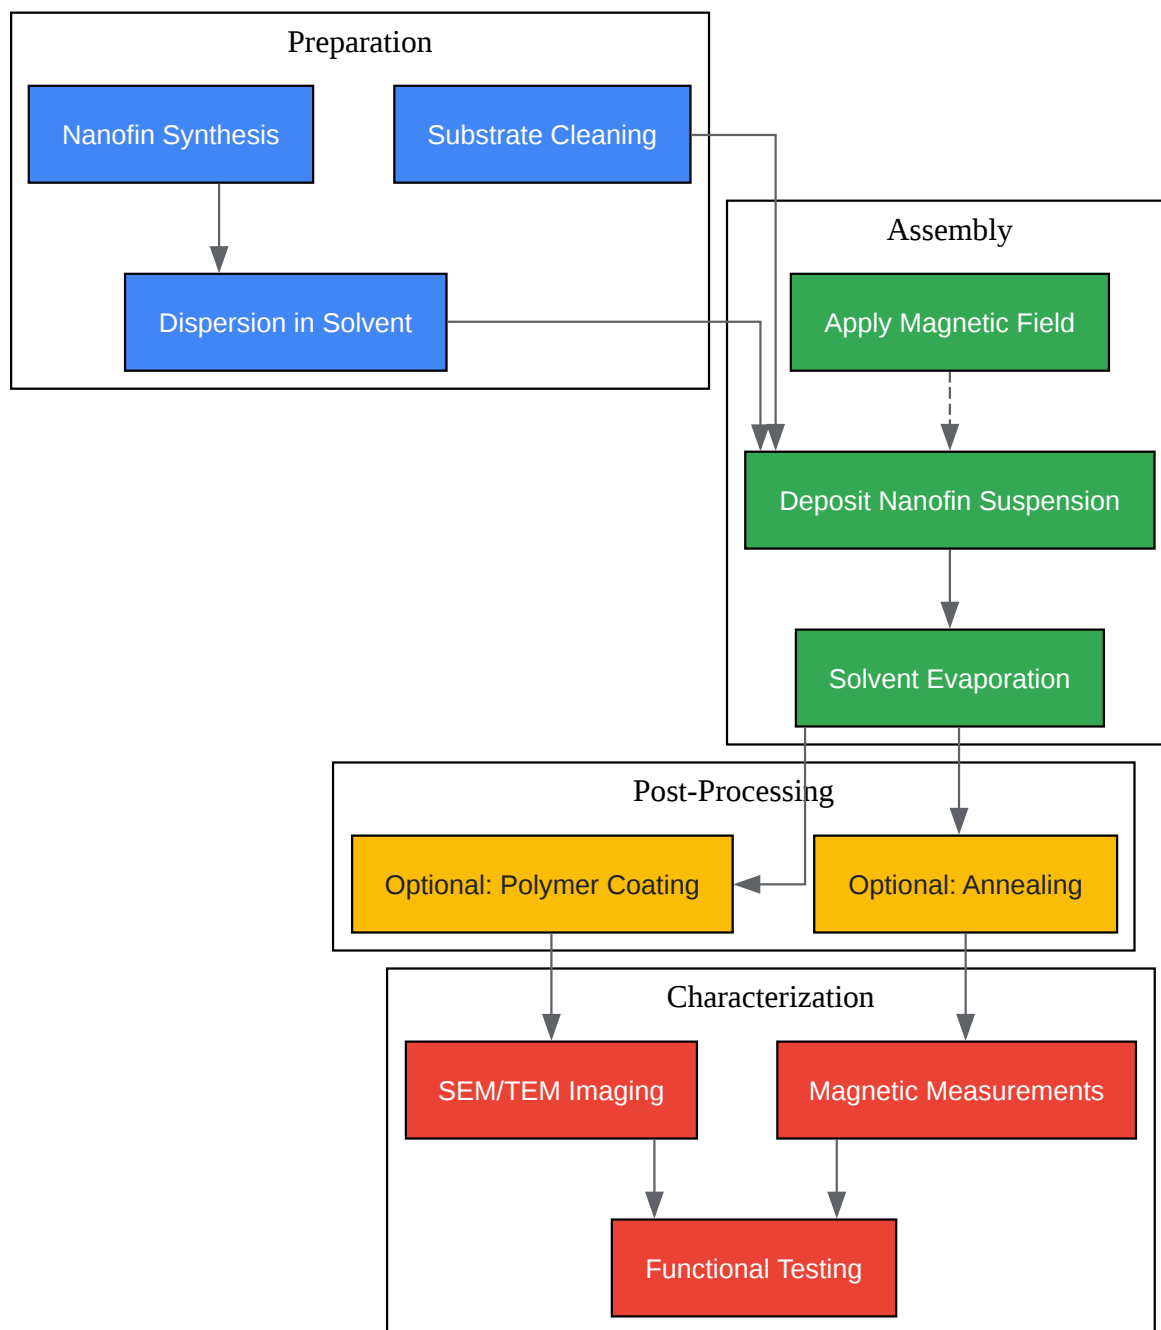 Preparation
Nanofin Synthesis
Substrate Cleaning
Dispersion in Solvent
Assembly
Apply Magnetic Field
Deposit Nanofin Suspension
Solvent Evaporation
Post-Processing
Optional: Polymer Coating
Optional: Annealing
Characterization
SEM/TEM Imaging
Magnetic Measurements
Functional Testing